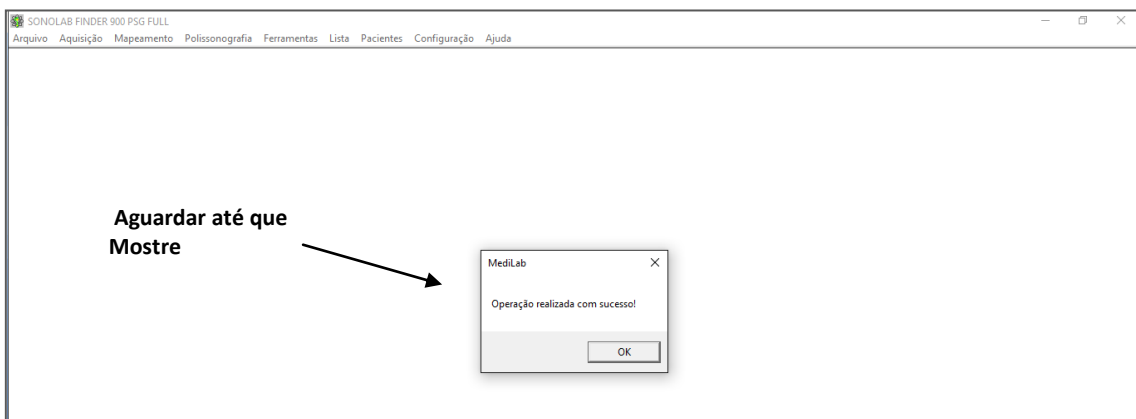 SONOLAB FINDER 900 PSG FULL
Arquivo Aquisição Mapeamento Polissonografia Ferramentas Lista Pacientes Configuração Ajuda
Aguardar até que
Mostre
MediLab
Operação realizada com sucesso!
OK